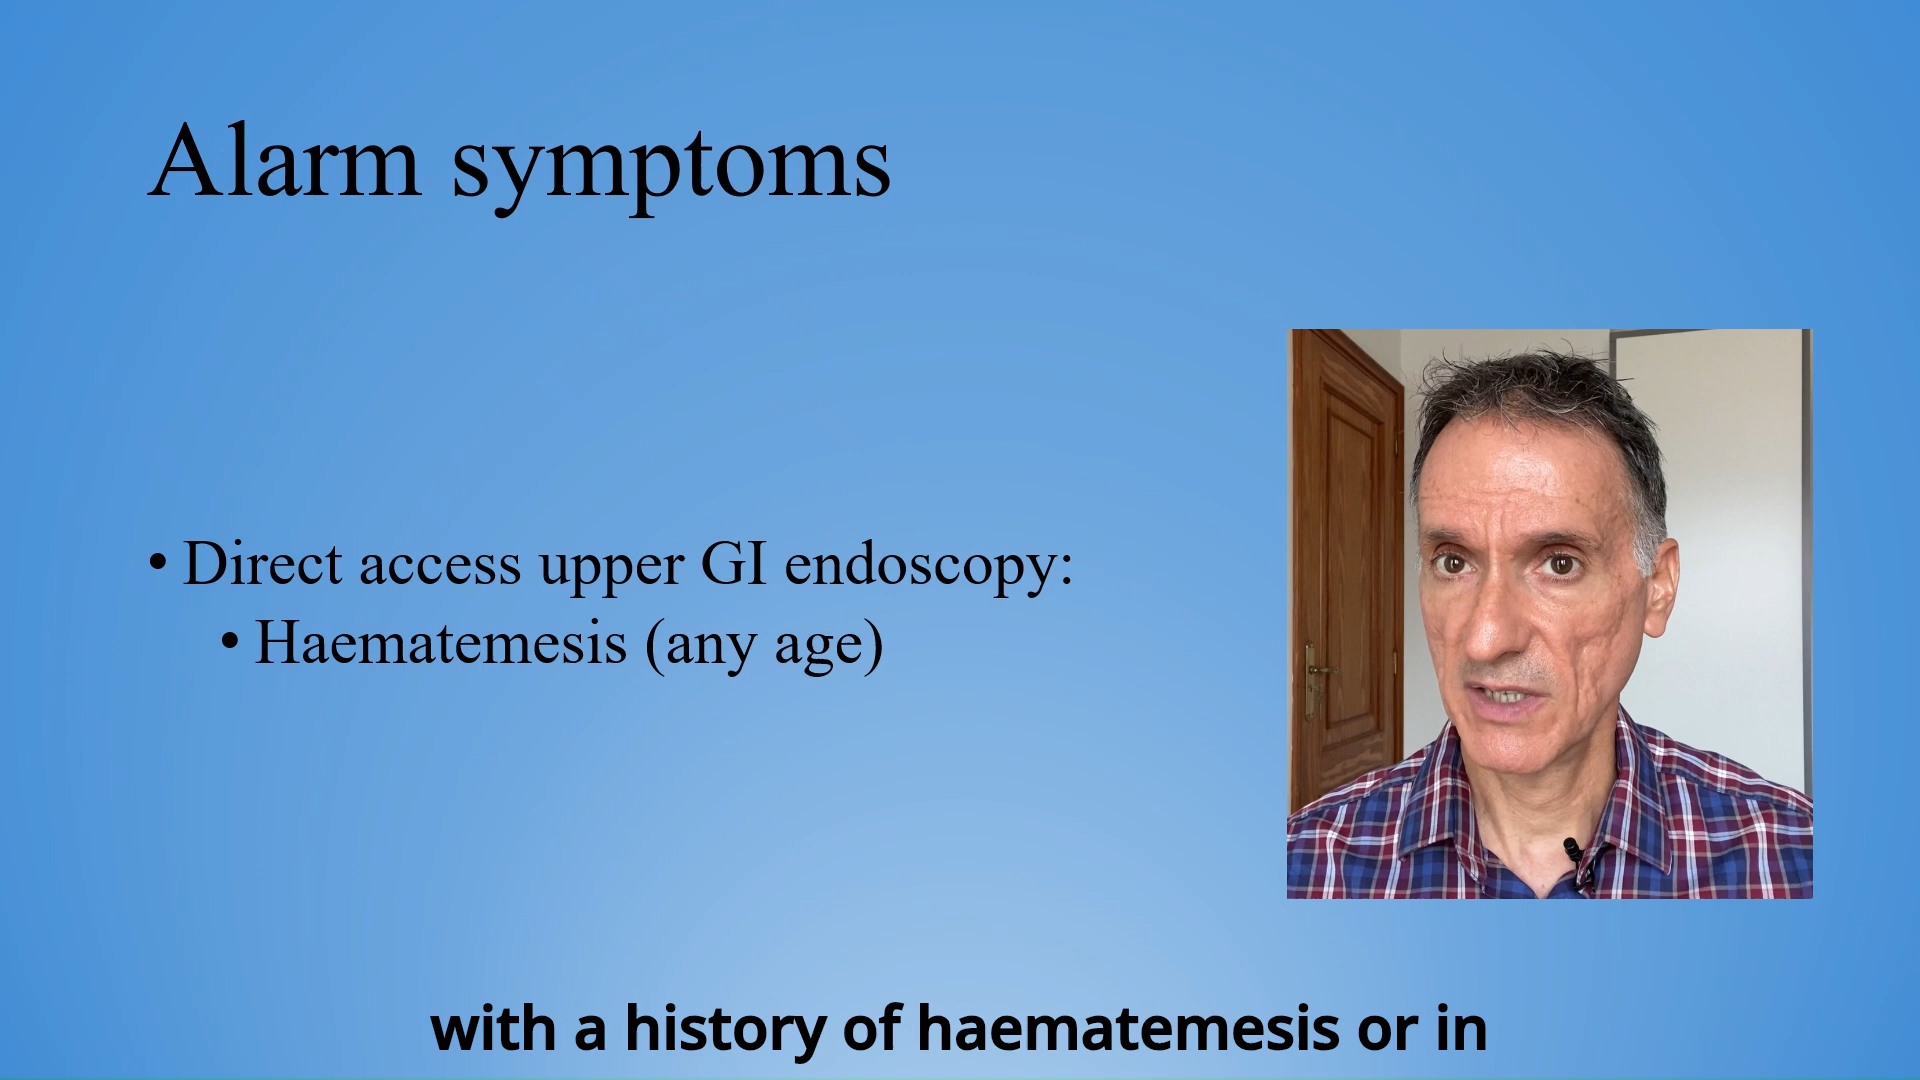 Alarm symptoms
• Direct access upper GI endoscopy:
• Haematemesis (any age)
with a history of haematemesis or in